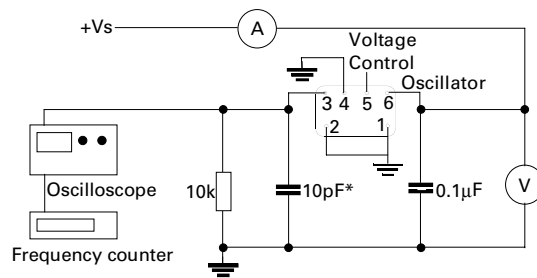 +Vs
A
Voltage
Control
Oscillator
3 4 5 6
2 1
Oscilloscope
10k
10pF*
0.1µF
V
Frequency counter